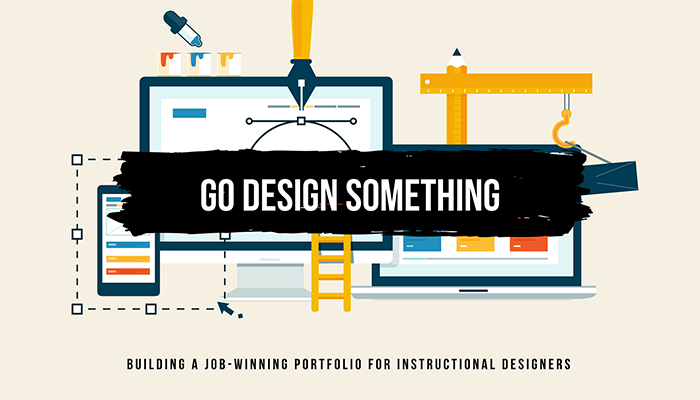 GO DESIGN SOMETHING
BUILDING A JOB-WINNING PORTFOLIO FOR INSTRUCTIONAL DESIGNERS